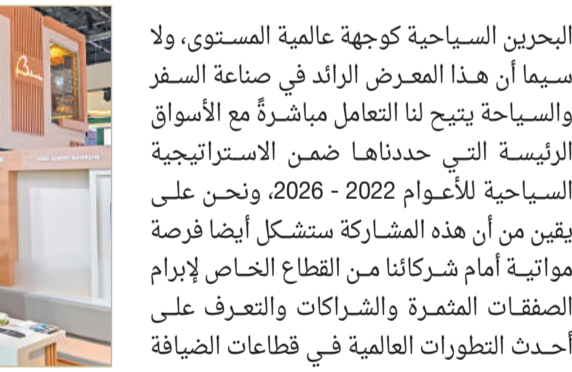 البحرين السياحية كوجهة عالمية المستوى، ولا
سيما أن هذا المعرض الرائد في صناعة السفر
والسياحة يتيح لنا التعامل مباشرةً مع الأسواق
الرئيسة التي حددناها ضمن الاستراتيجية
السياحية للأعوام 2022 - 2026، ونحن على
يقين من أن هذه المشاركة ستشكل أيضا فرصة
مواتية أمام شركائنا من القطاع الخاص لإبرام
الصفقات المثمرة والشراكات والتعرف على
أحدث التطورات العالمية في قطاعات الضيافة